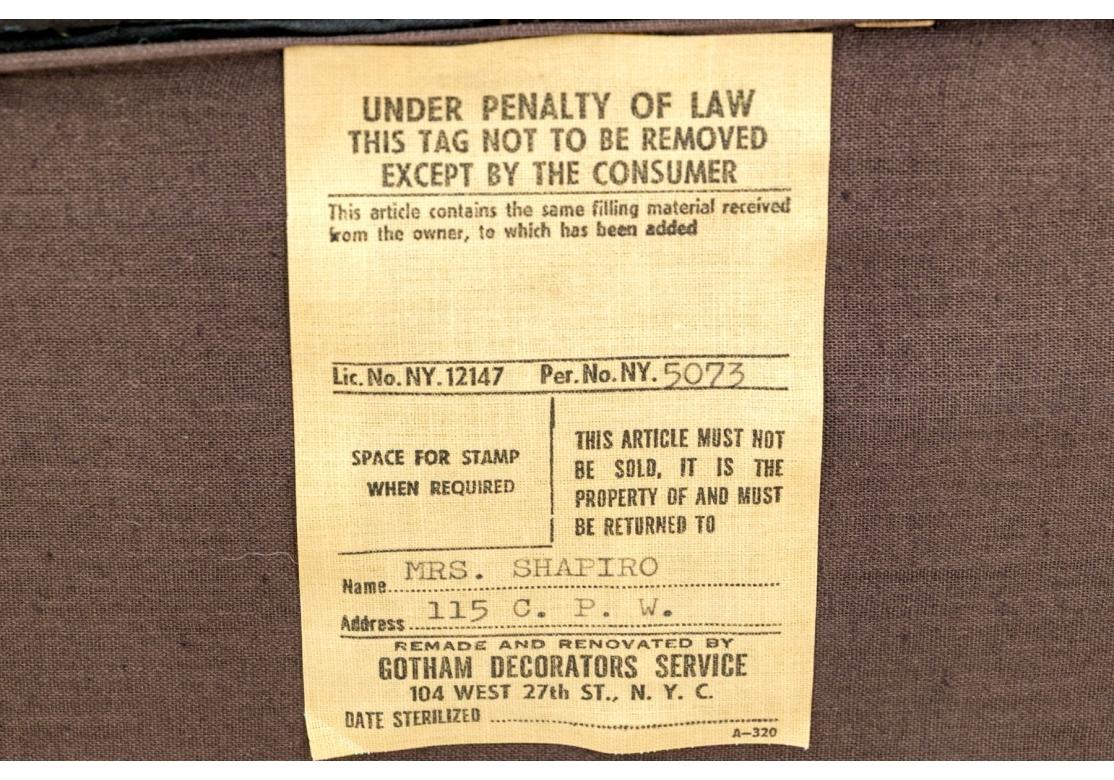 UNDER PENALTY OF LAW
THIS TAG NOT TO BE REMOVED
EXCEPT BY THE CONSUMER
This article contains the same filling material received
from the owner, to which has been added
Lic. No. NY. 12147 Per. No. NY. 5073
SPACE FOR STAMP
WHEN REQUIRED
THIS ARTICLE MUST NOT
BE SOLD, IT IS THE
PROPERTY OF AND MUST
BE RETURNED TO
Name MRS. SHAPIRO
Address 115 C. P. W.
REMADE AND RENOVATED BY
GOTHAM DECORATORS SERVICE
104 WEST 27th ST., N. Y. C.
DATE STERILIZED
A-320